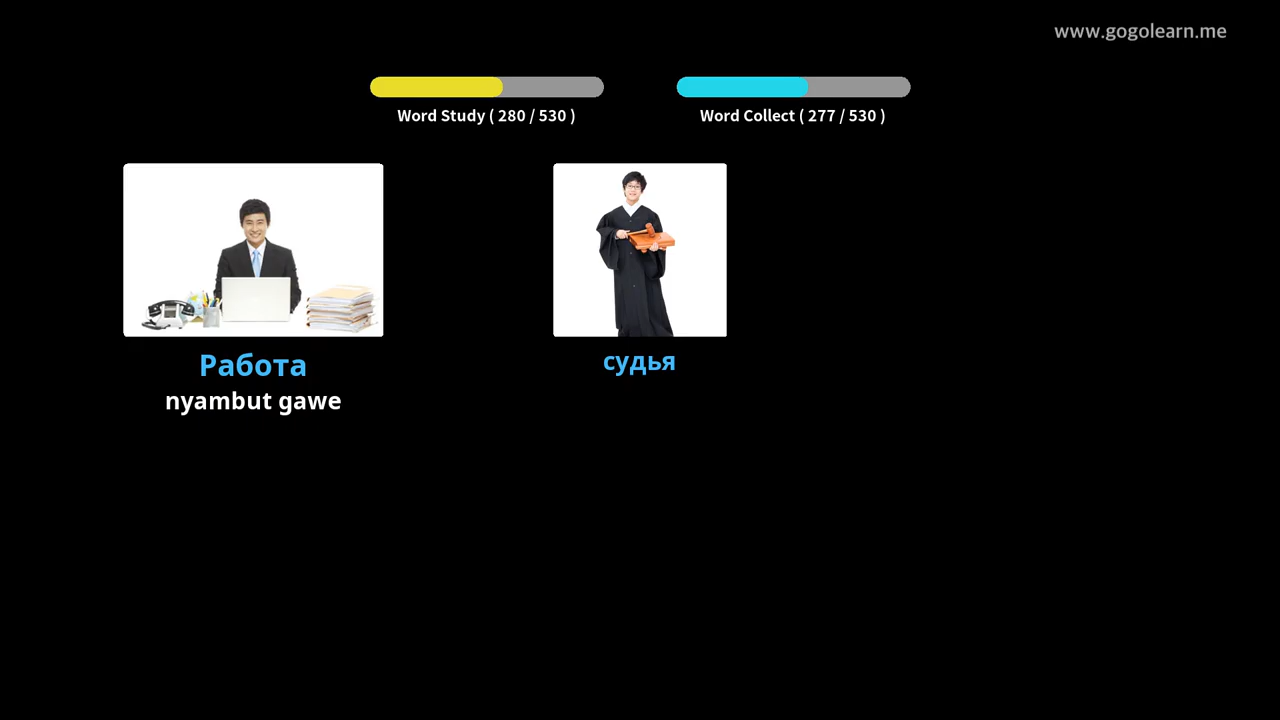 www.gogolearn.me
Word Study ( 280 / 530 )
Word Collect ( 277 / 530 )
Работа
nyambut gawe
судья